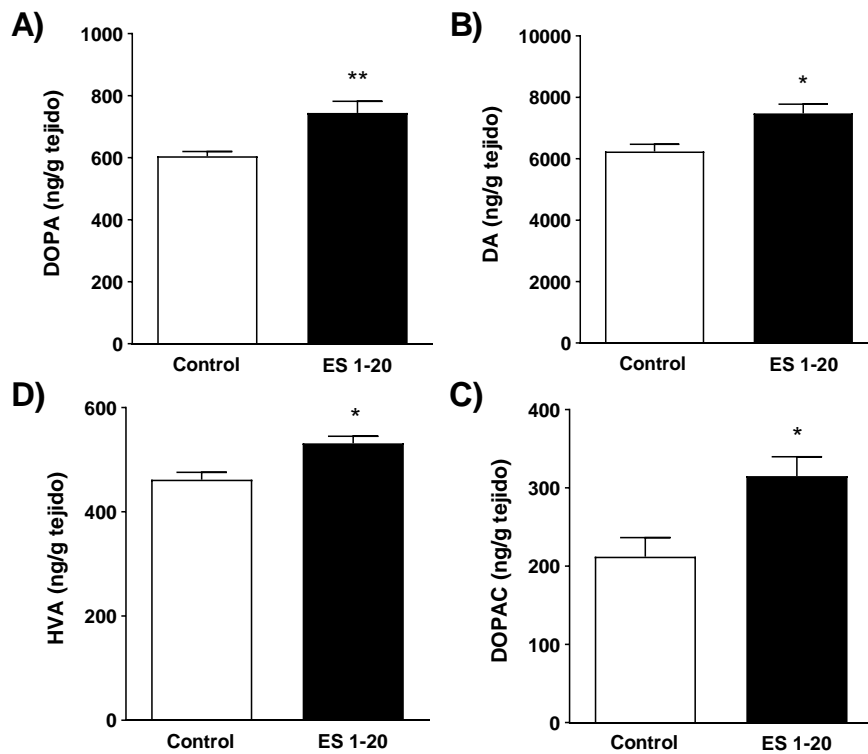 A)
DOPA (ng/g tejido)
1000
800
600
400
200
0
**
Control
ES 1-20
B)
DA (ng/g tejido)
10000
8000
6000
4000
2000
0
*
Control
ES 1-20
D)
HVA (ng/g tejido)
600
400
200
0
*
Control
ES 1-20
C)
DOPAC (ng/g tejido)
400
300
200
100
0
*
Control
ES 1-20